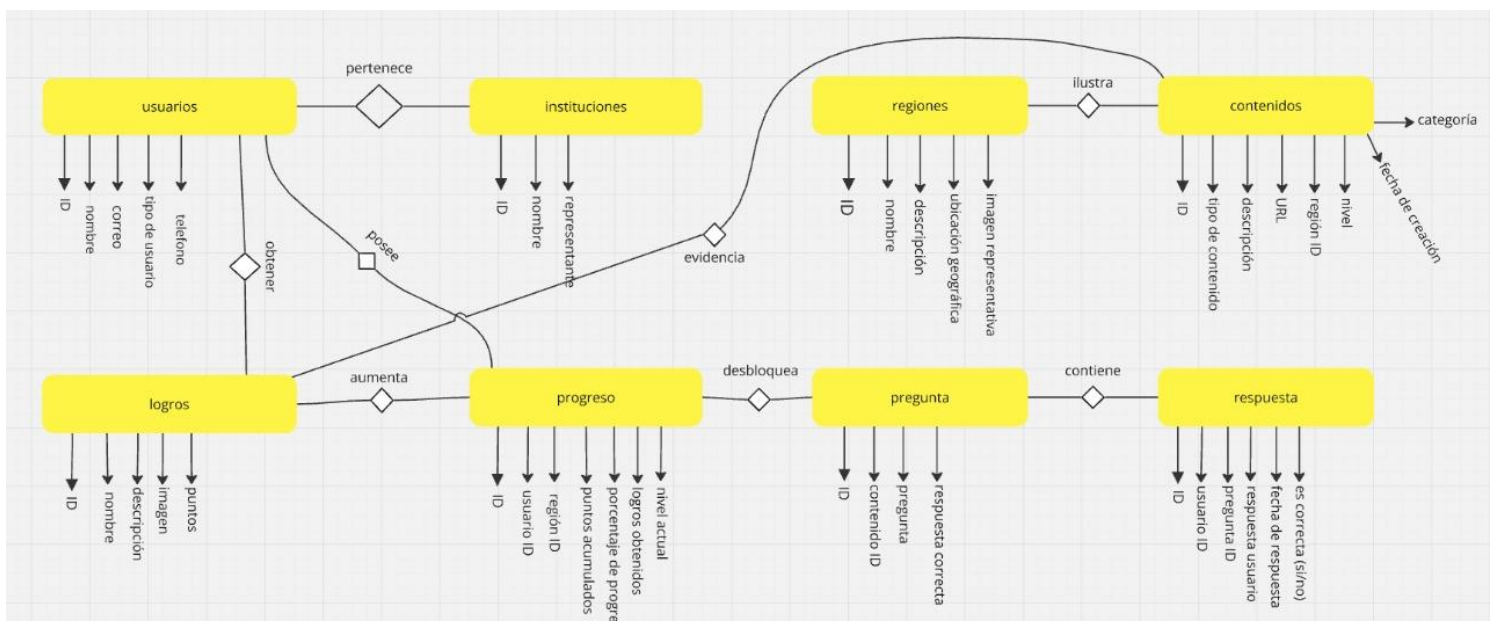 pertenece
usuarios
instituciones
ID
nombre
correo
tipo de usuario
telefono
ID
nombre
representante
ilustra
regiones
contenidos
categoría
ID
nombre
descripción
ubicación geográfica
imagen representativa
ID
tipo de contenido
descripción
URL
región ID
nivel
fecha de creación
obtener
posee
evidencia
aumenta
desbloquea
contiene
logros
progreso
pregunta
respuesta
ID
nombre
descripción
imagen
puntos
ID
usuario ID
región ID
puntos acumulados
porcentaje de progre
logros obtenidos
nivel actual
ID
contenido ID
pregunta
respuesta correcta
ID
usuario ID
pregunta ID
respuesta usuario
fecha de respuesta
es correcta (si/no)